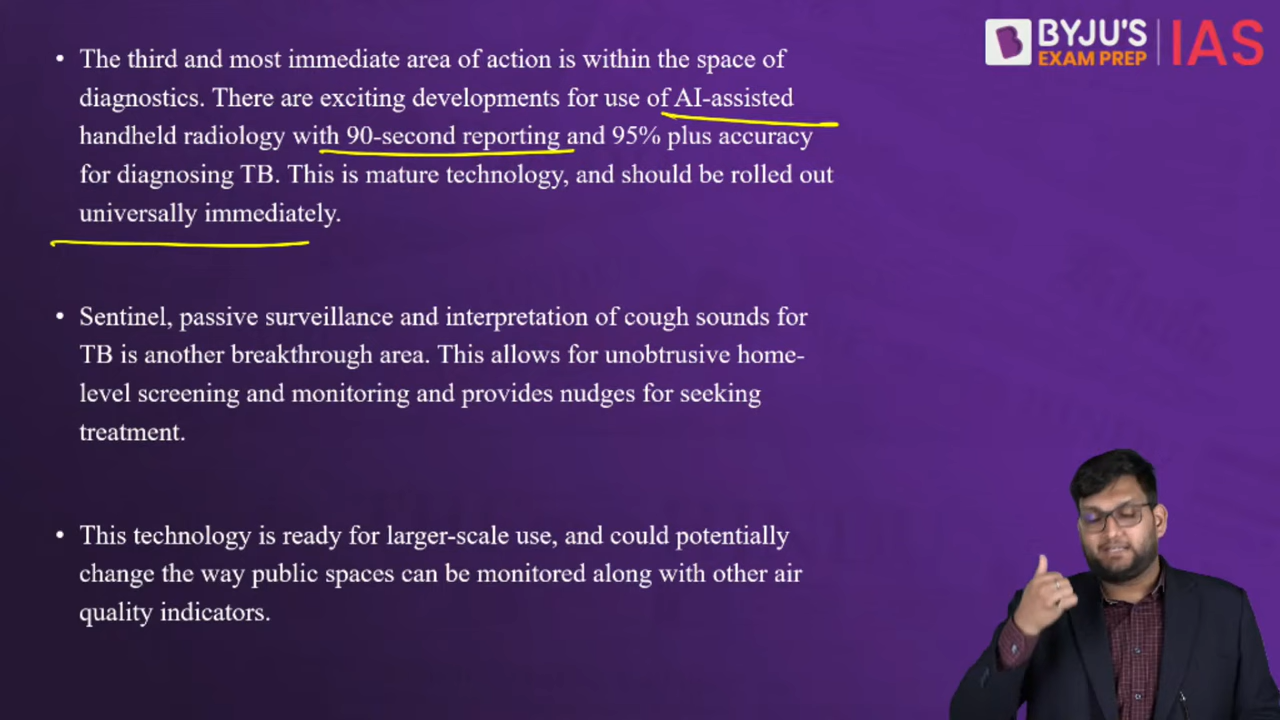 BYJU'S
EXAM PREP
IAS
• The third and most immediate area of action is within the space of
diagnostics. There are exciting developments for use of AI-assisted
handheld radiology with 90-second reporting and 95% plus accuracy
for diagnosing TB. This is mature technology, and should be rolled out
universally immediately.
• Sentinel, passive surveillance and interpretation of cough sounds for
TB is another breakthrough area. This allows for unobtrusive home-
level screening and monitoring and provides nudges for seeking
treatment.
• This technology is ready for larger-scale use, and could potentially
change the way public spaces can be monitored along with other air
quality indicators.